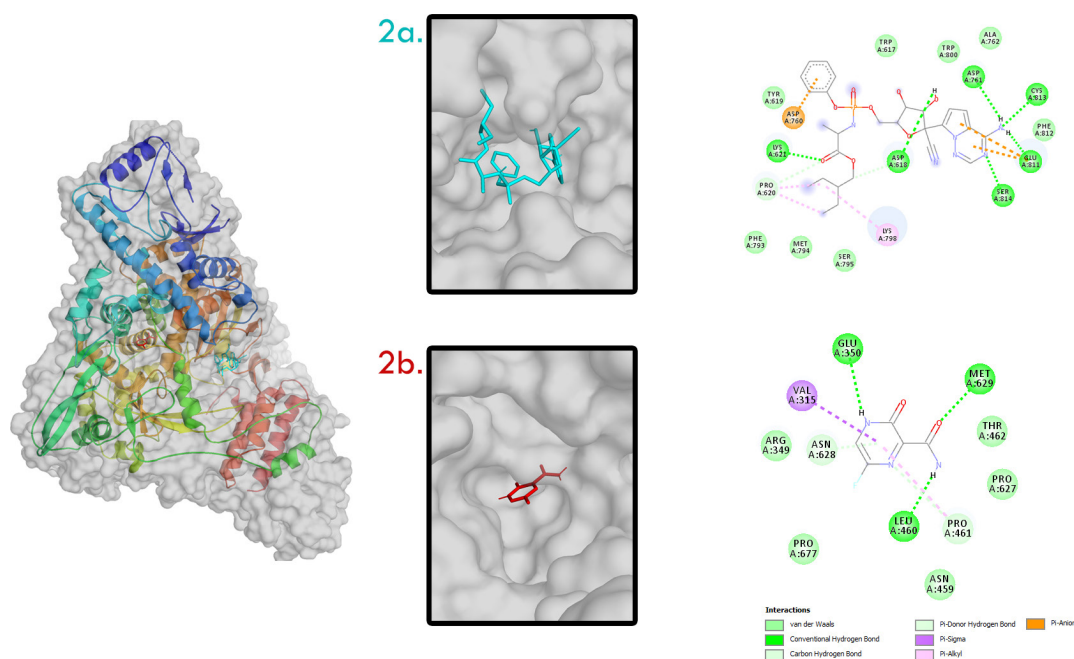 2a.
TRP
A:617
TRP
A:800
ALA
A:762
ASP
A:761
CYS
A:813
TYR
A:619
ASP
A:760
PHE
A:812
LYS
A:621
ASP
A:618
GLU
A:811
PRO
A:620
SER
A:814
LYS
A:798
PHE
A:793
MET
A:794
SER
A:795
O
P
O
O
O
O
N
H
H
H
N
O
O
2b.
GLU
A:350
MET
A:629
VAL
A:315
THR
A:462
ARG
A:349
ASN
A:628
H
N
O
O
N
N
H
PRO
A:627
LEU
A:460
PRO
A:461
PRO
A:677
ASN
A:459
Interactions
van der Waals
Conventional Hydrogen Bond
Carbon Hydrogen Bond
Pi-Donor Hydrogen Bond
Pi-Sigma
Pi-Alkyl
Pi-Anion